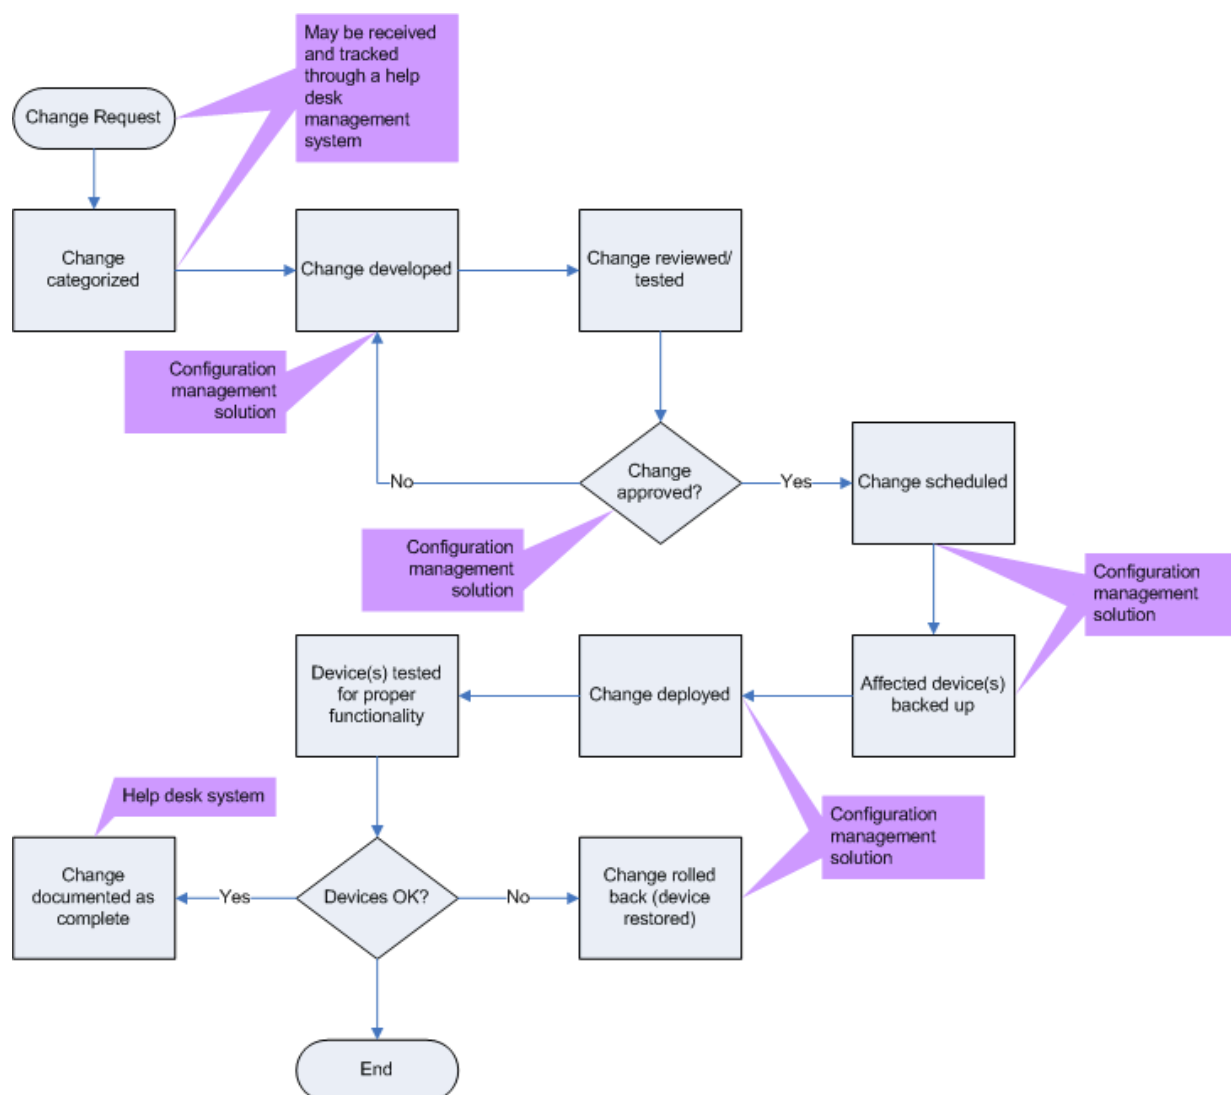 May be received
and tracked
through a help
desk
management
system
Change Request
Change
categorized
Change developed
Change reviewed/
tested
Configuration
management
solution
No
Change
approved?
Yes
Change scheduled
Configuration
management
solution
Configuration
management
solution
Device(s) tested
for proper
functionality
Change deployed
Affected device(s)
backed up
Help desk system
Configuration
management
solution
Change
documented as
complete
Yes
Devices OK?
No
Change rolled
back (device
restored)
End